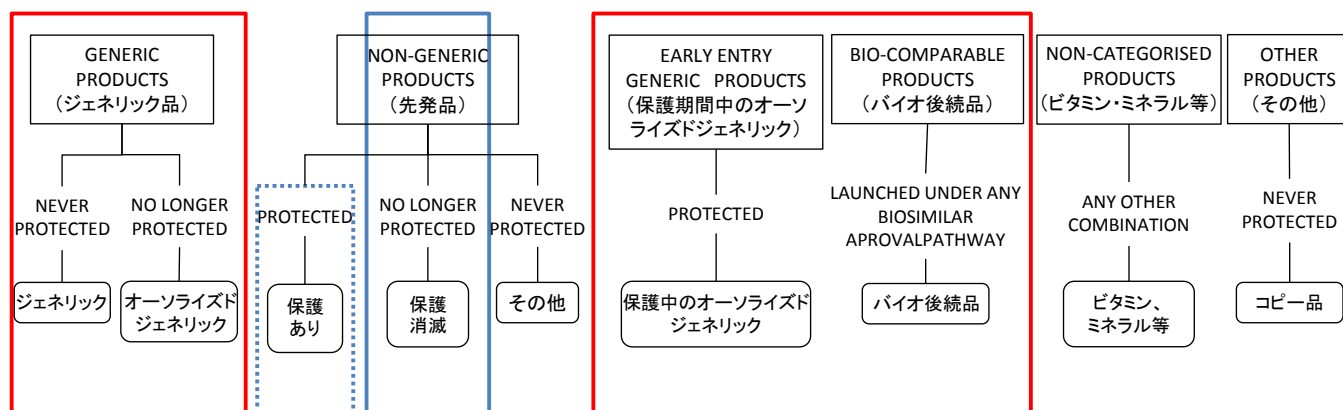 GENERIC
PRODUCTS
（ジェネリック品）
NON-GENERIC
PRODUCTS
（先発品）
EARLY ENTRY
GENERIC PRODUCTS
（保護期間中のオーソ
ライズドジェネリック）
BIO-COMPARABLE
PRODUCTS
（バイオ後続品）
NON-CATEGORISED
PRODUCTS
（ビタミン・ミネラル等）
OTHER
PRODUCTS
（その他）
NEVER
PROTECTED
NO LONGER
PROTECTED
PROTECTED
NO LONGER
PROTECTED
NEVER
PROTECTED
PROTECTED
LAUNCHED UNDER ANY
BIOSIMILAR
APROVALPATHWAY
ANY OTHER
COMBINATION
NEVER
PROTECTED
ジェネリック
オーソライズド
ジェネリック
保護
あり
保護
消滅
その他
保護中のオーソライズド
ジェネリック
バイオ後続品
ビタミン、
ミネラル等
コピー品